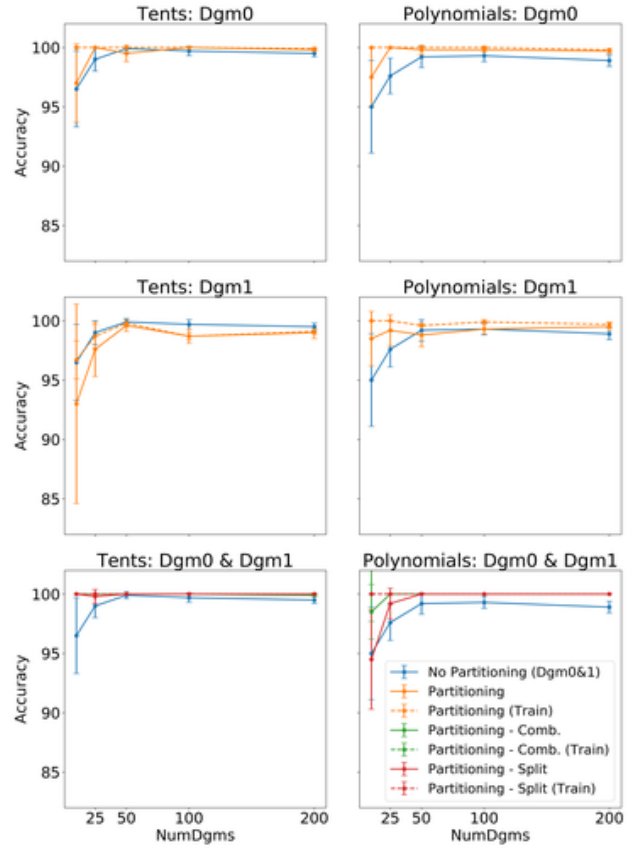 Tents: Dgm0
Polynomials: Dgm0
100
95
90
85
Accuracy
Tents: Dgm1
Polynomials: Dgm1
100
95
90
85
Accuracy
Tents: Dgm0 & Dgm1
Polynomials: Dgm0 & Dgm1
100
95
90
85
Accuracy
No Partitioning (Dgm0&1)
Partitioning
Partitioning (Train)
Partitioning - Comb.
Partitioning - Comb. (Train)
Partitioning - Split
Partitioning - Split (Train)
25 50 100 200
NumDgms
25 50 100 200
NumDgms